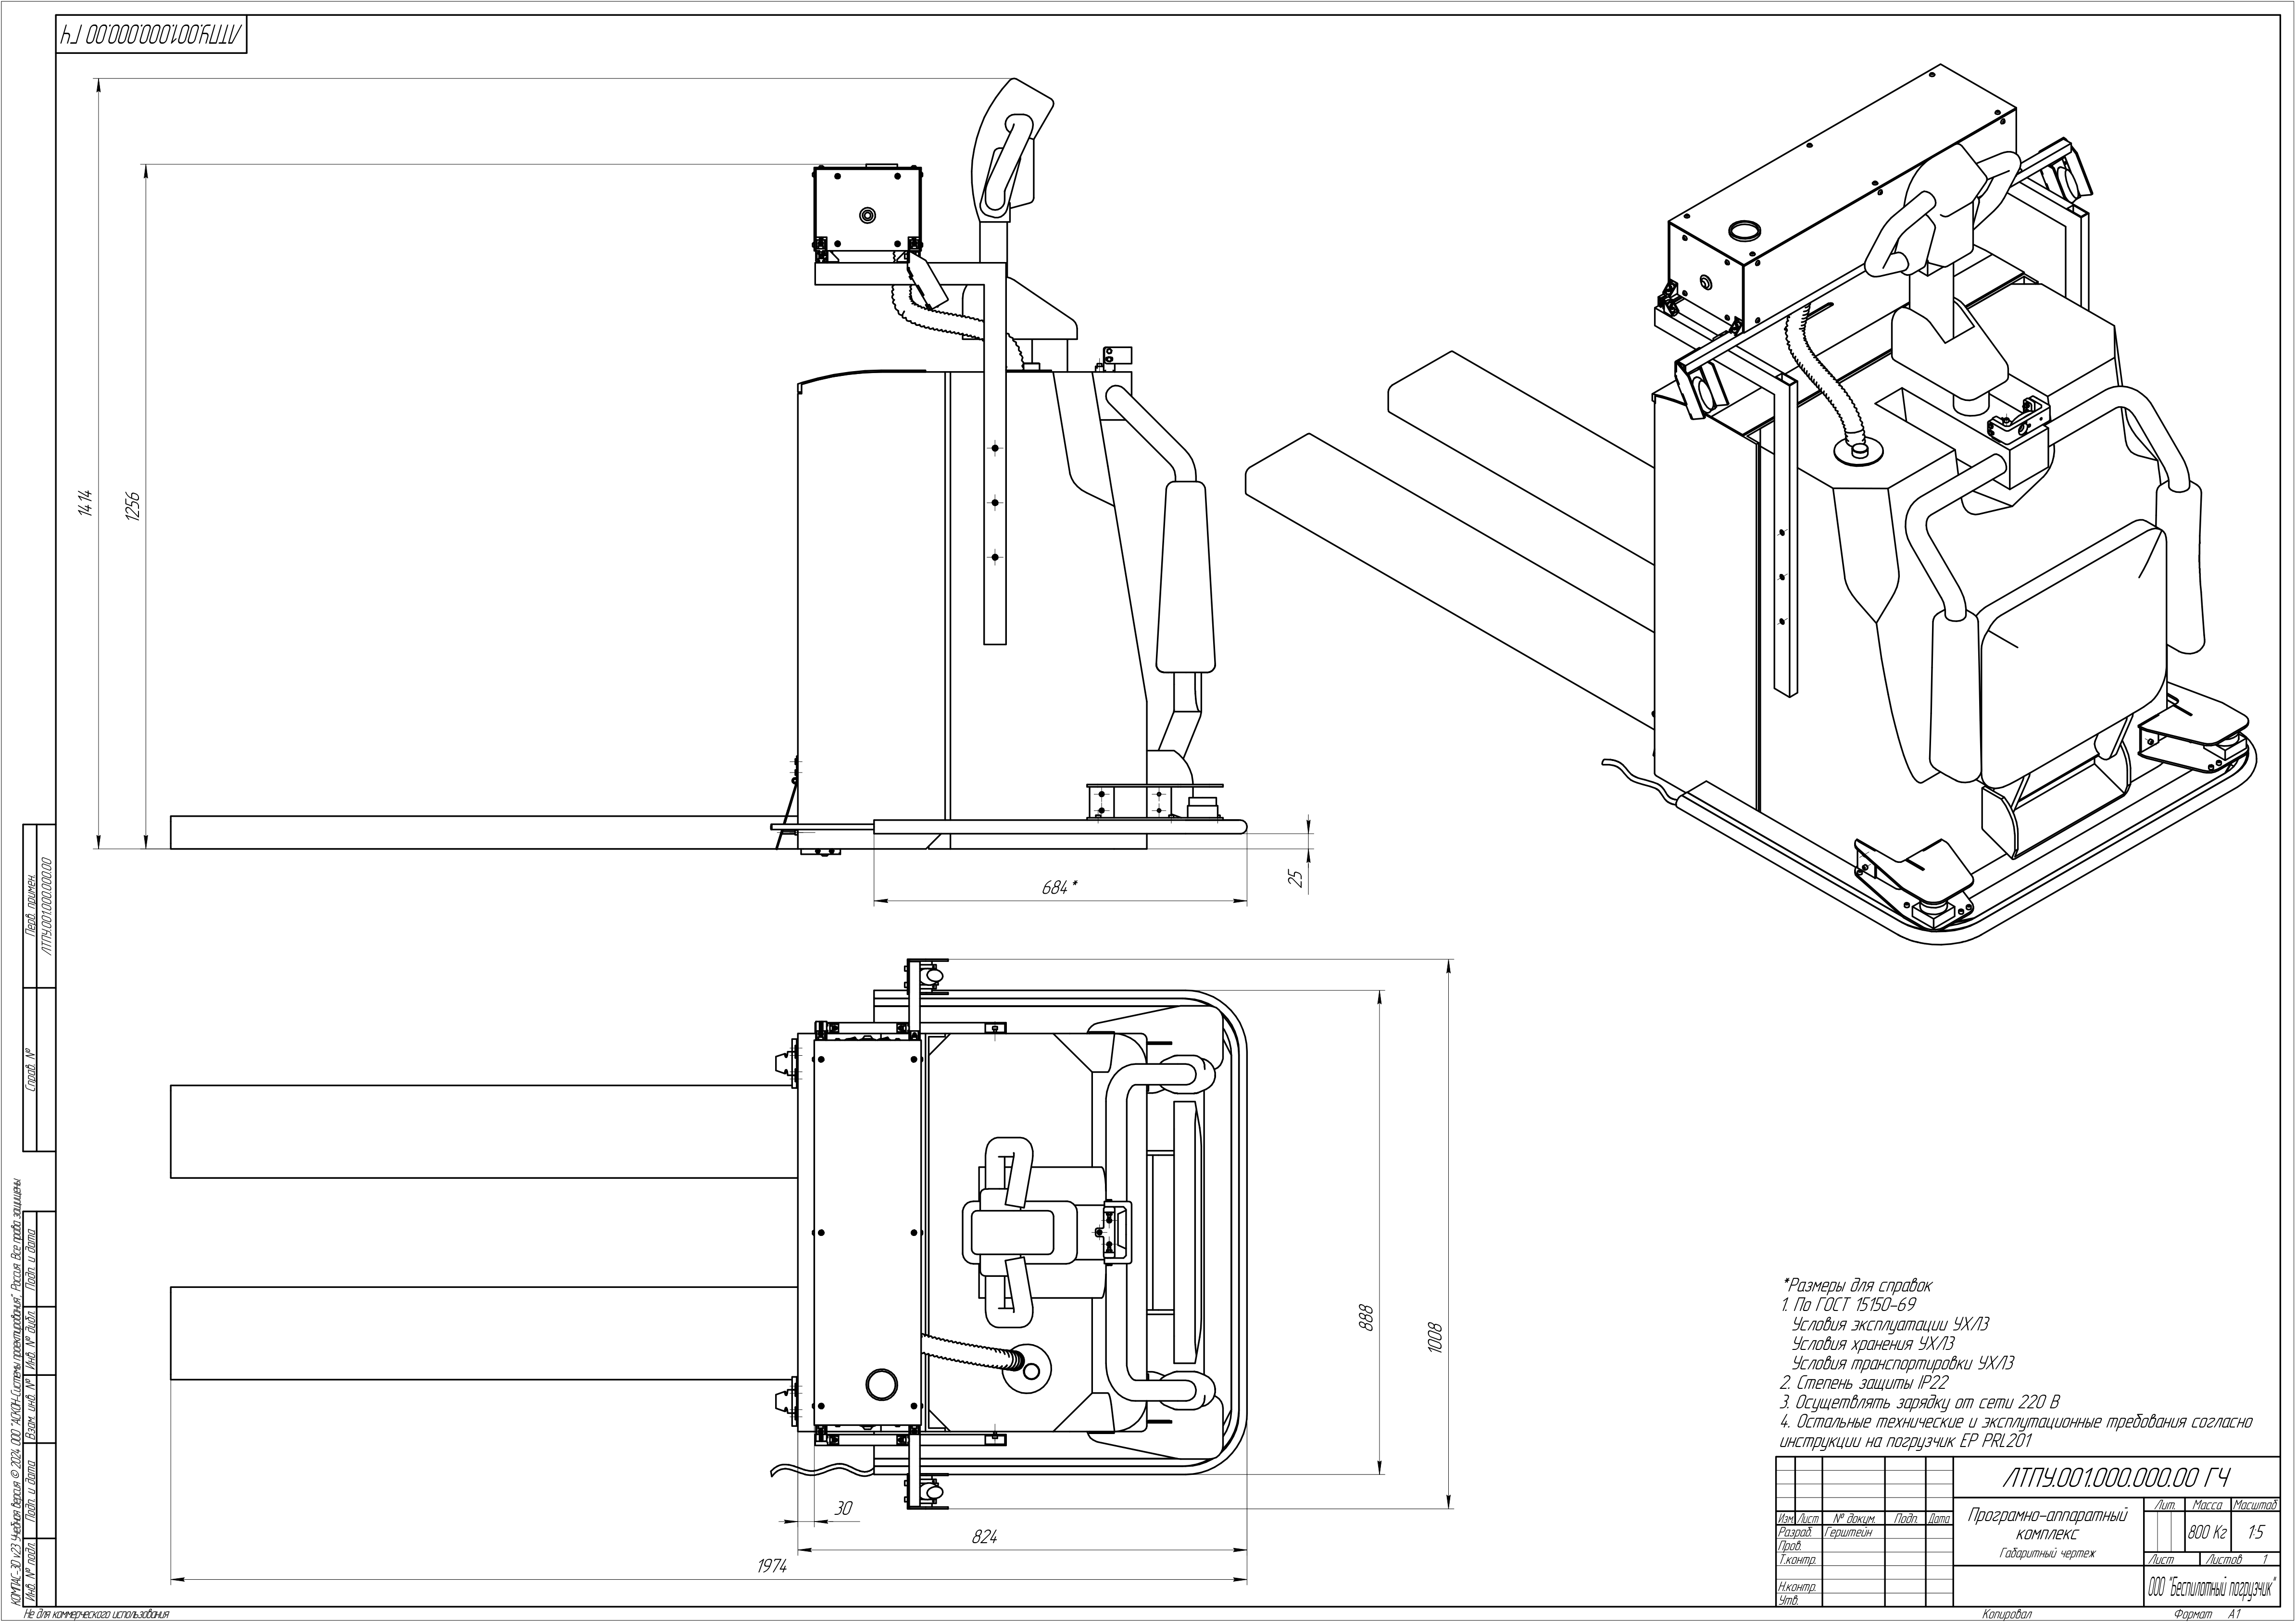 ЛТПУ.001.000.000.00 ГЧ
1414
1256
684*
25
888
1008
30
824
1974
Перв. примен.
ЛТПУ.001.000.000.00
Справ. №
Подп. и дата
Инв. № дубл.
Взам. инв. №
Подп. и дата
Инв. № подл.
КОМПАС-3D v23 Учебная версия © 2024 ООО "АСКОН-Системы проектирования", Россия. Все права защищены.
Не для коммерческого использования
*Размеры для справок
1. По ГОСТ 15150-69
Условия эксплуатации УХЛ3
Условия хранения УХЛ3
Условия транспортировки УХЛ3
2. Степень защиты IP22
3. Осущетвлять зарядку от сети 220 В
4. Остальные технические и эксплутационные требования согласно
инструкции на погрузчик EP PRL201
ЛТПУ.001.000.000.00 ГЧ
Програмно-аппаратный
комплекс
Габаритный чертеж
Лит. Масса Масштаб
800 Кг 1:5
Лист Листов 1
ООО "Беспилотный погрузчик"
Изм. Лист № докум. Подп. Дата
Разраб. Герштейн
Пров.
Т.контр.
Н.контр.
Утв.
Копировал Формат А1